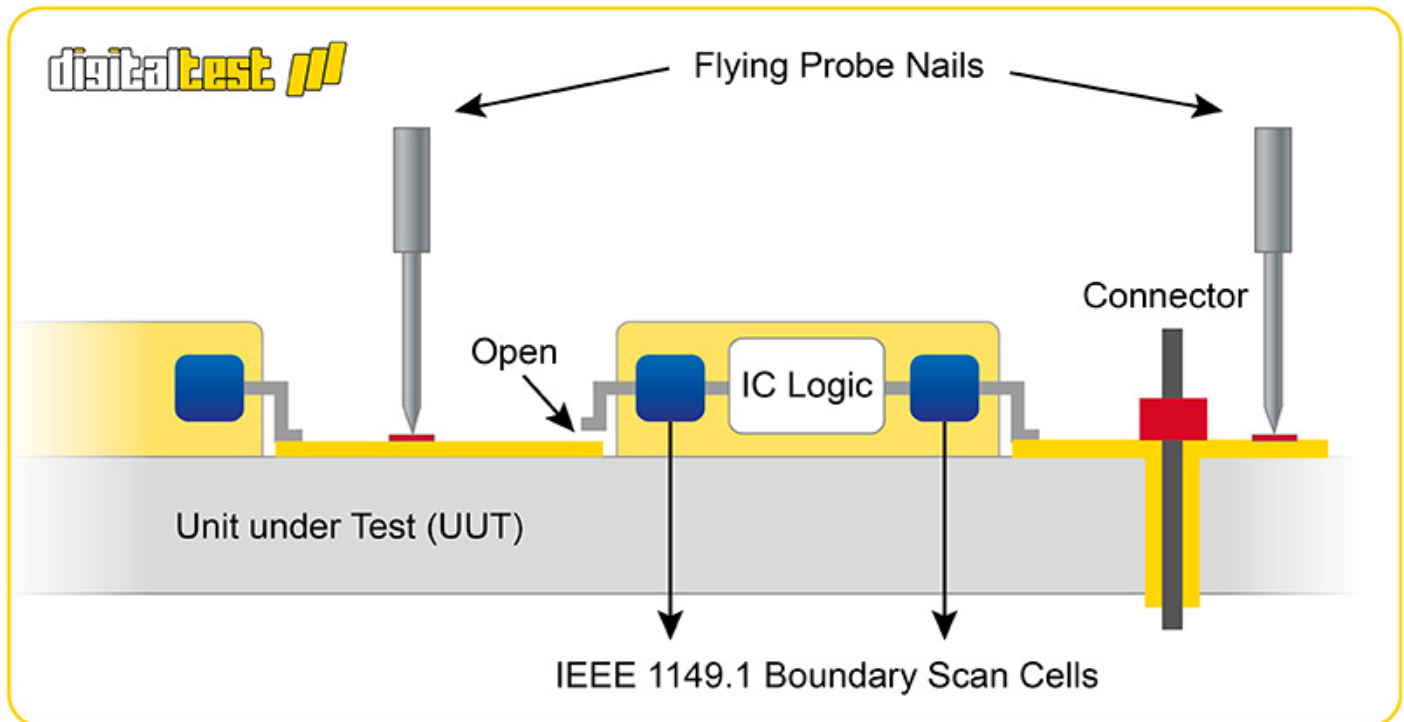 digitaltest
Flying Probe Nails
Connector
Open
IC Logic
Unit under Test (UUT)
IEEE 1149.1 Boundary Scan Cells